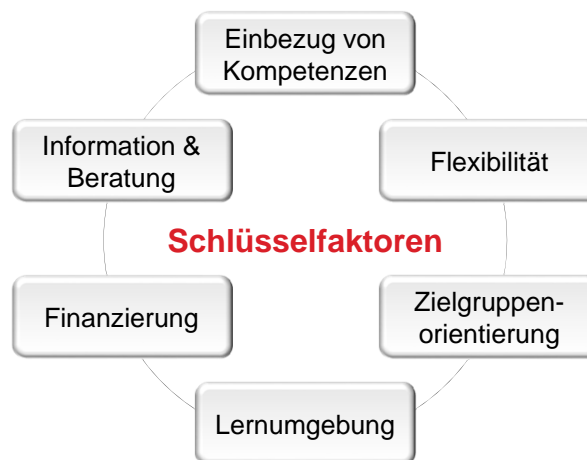 Einbezug von
Kompetenzen
Information &
Beratung
Flexibilität
Schlüsselfaktoren
Finanzierung
Zielgruppen-
orientierung
Lernumgebung